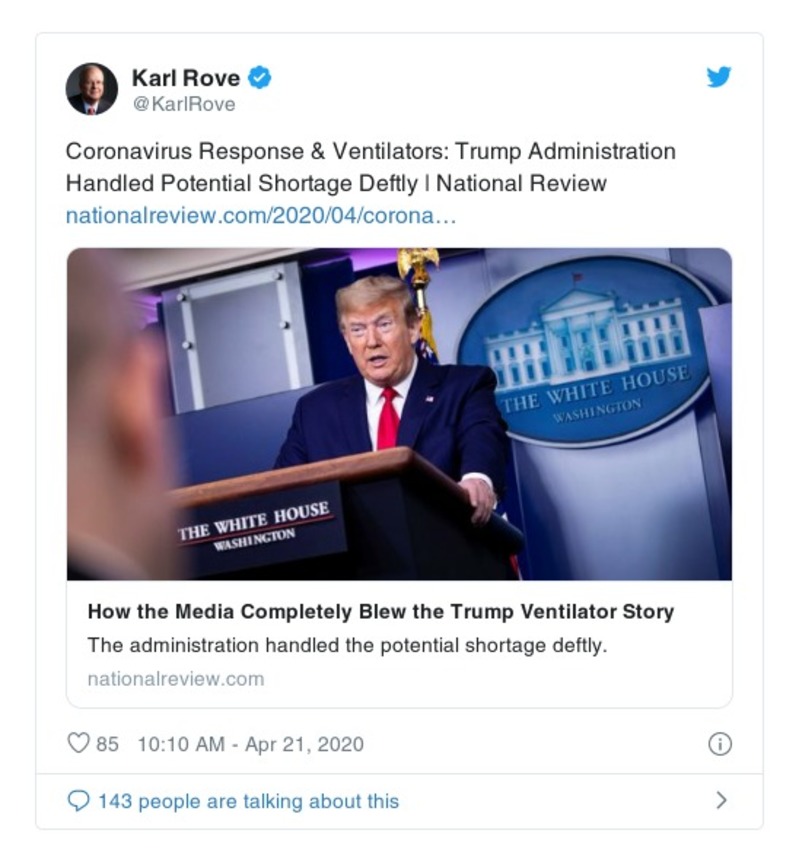 Karl Rove
@KarlRove
Coronavirus Response & Ventilators: Trump Administration
Handled Potential Shortage Deftly | National Review
nationalreview.com/2020/04/corona…
THE WHITE HOUSE
WASHINGTON
THE WHITE HOUSE
WASHINGTON
How the Media Completely Blew the Trump Ventilator Story
The administration handled the potential shortage deftly.
nationalreview.com
85 10:10 AM - Apr 21, 2020
143 people are talking about this